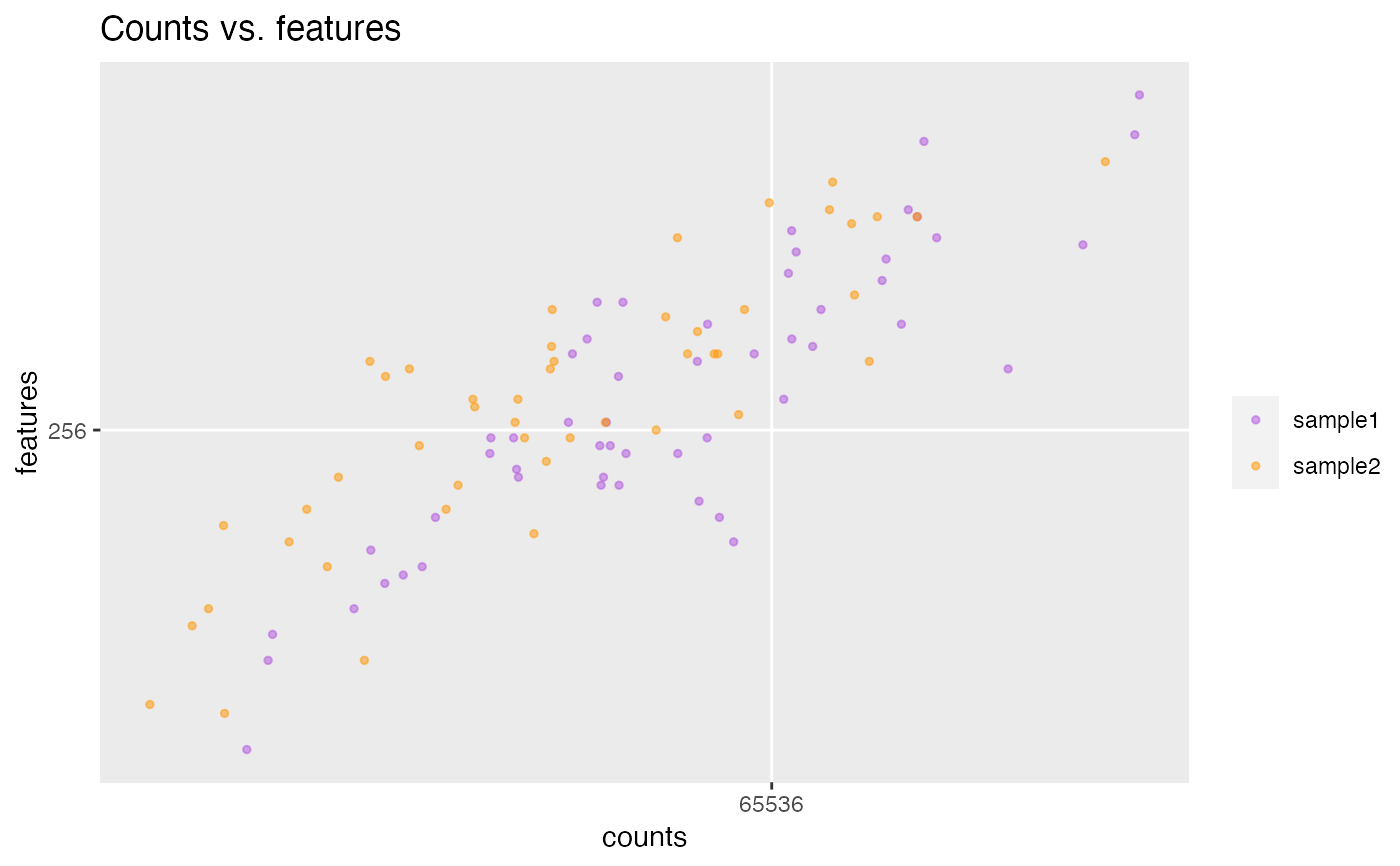 Counts vs. features
features
256
65536
counts
sample1
sample2